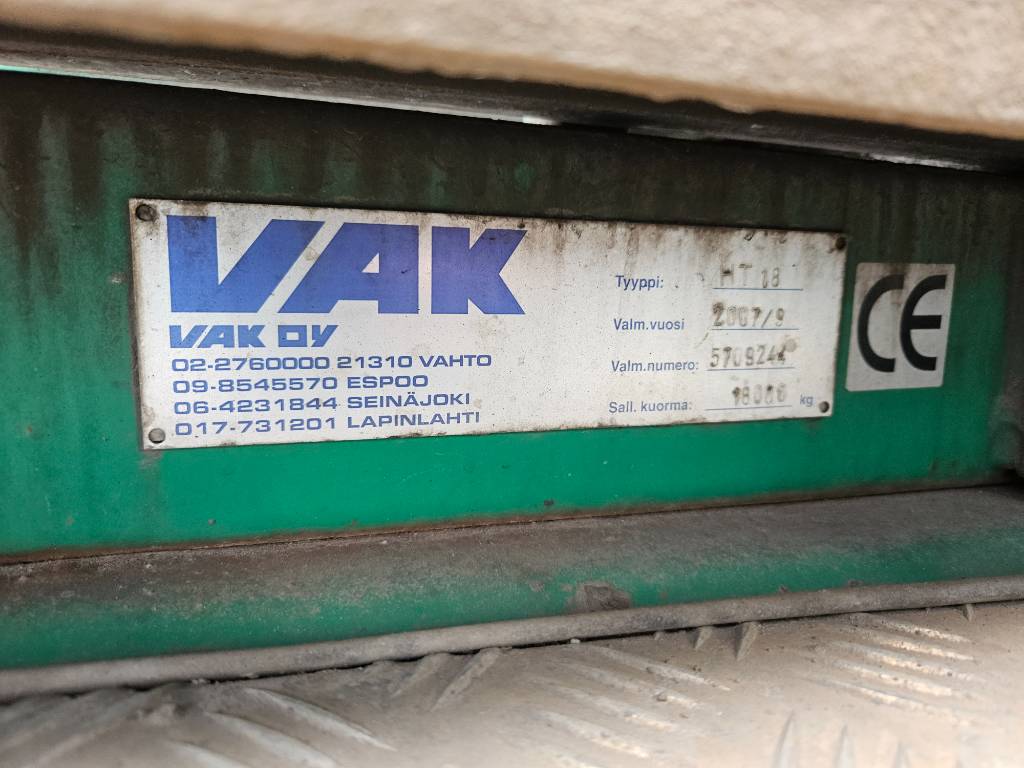 VAK
VAK OY
02-2760000 21310 VAHTO
09-8545570 ESPOO
06-4231844 SEINÄJOKI
017-731201 LAPINLAHTI
Tyyppi: HT 18
Valm.vuosi 2007/9
Valm.numero: 5709244
Sall. kuorma: 18000 kg
CE